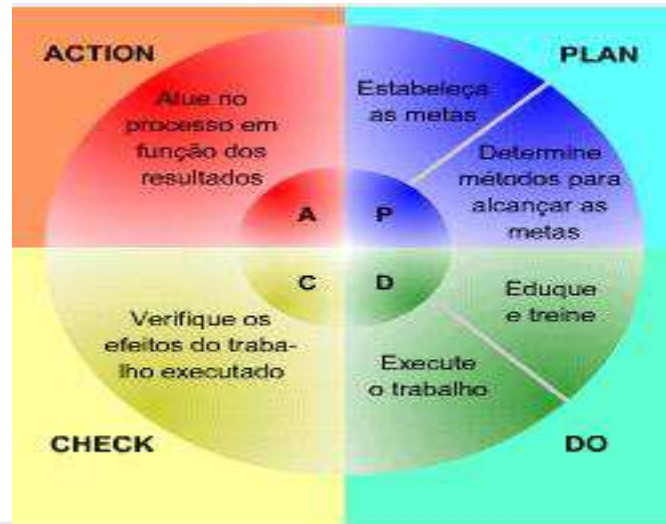 ACTION
PLAN
Atue no
processo em
função dos
resultados
Estabeleça
as metas
Determine
métodos para
alcançar as
metas
A
P
C
D
Verifique os
efeitos do traba-
lho executado
Eduque
e treine
Execute
o trabalho
CHECK
DO